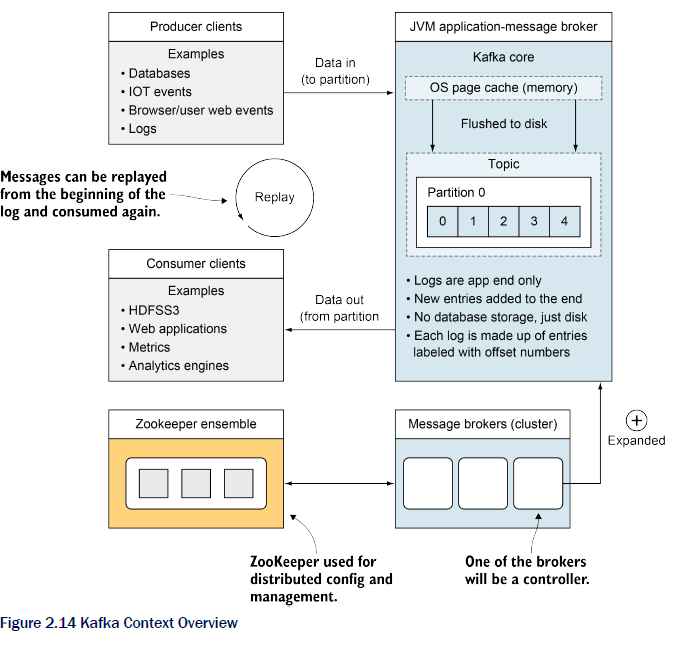 Producer clients
Examples
• Databases
• IOT events
• Browser/user web events
• Logs
Data in
(to partition)
JVM application-message broker
Kafka core
OS page cache (memory)
Flushed to disk
Topic
Partition 0
0 1 2 3 4
• Logs are app end only
• New entries added to the end
• No database storage, just disk
• Each log is made up of entries
labeled with offset numbers
Messages can be replayed
from the beginning of the
log and consumed again.
Replay
Consumer clients
Examples
• HDFSS3
• Web applications
• Metrics
• Analytics engines
Data out
(from partition
Zookeeper ensemble
Message brokers (cluster)
+
Expanded
ZooKeeper used for
distributed config and
management.
One of the brokers
will be a controller.
Figure 2.14 Kafka Context Overview